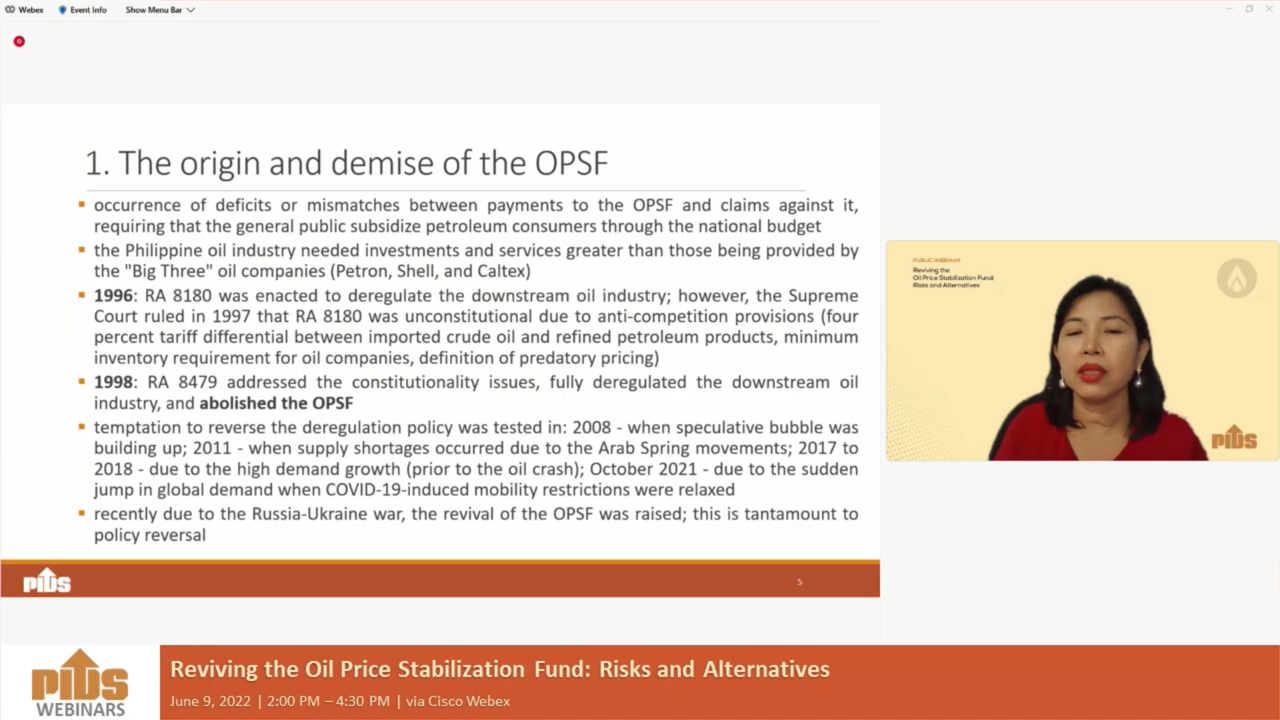 Webex Event Info Show Menu Bar
1. The origin and demise of the OPSF
occurrence of deficits or mismatches between payments to the OPSF and claims against it,
requiring that the general public subsidize petroleum consumers through the national budget
the Philippine oil industry needed investments and services greater than those being provided by
the "Big Three" oil companies (Petron, Shell, and Caltex)
1996: RA 8180 was enacted to deregulate the downstream oil industry; however, the Supreme
Court ruled in 1997 that RA 8180 was unconstitutional due to anti-competition provisions (four
percent tariff differential between imported crude oil and refined petroleum products, minimum
inventory requirement for oil companies, definition of predatory pricing)
1998: RA 8479 addressed the constitutionality issues, fully deregulated the downstream oil
industry, and abolished the OPSF
temptation to reverse the deregulation policy was tested in: 2008 - when speculative bubble was
building up; 2011 - when supply shortages occurred due to the Arab Spring movements; 2017 to
2018 - due to the high demand growth (prior to the oil crash); October 2021 - due to the sudden
jump in global demand when COVID-19-induced mobility restrictions were relaxed
recently due to the Russia-Ukraine war, the revival of the OPSF was raised; this is tantamount to
policy reversal
PIDS
5
PUBLIC WEBINAR
Reviving the
Oil Price Stabilization Fund:
Risks and Alternatives
PIDS
PIDS
WEBINARS
Reviving the Oil Price Stabilization Fund: Risks and Alternatives
June 9, 2022 | 2:00 PM – 4:30 PM | via Cisco Webex